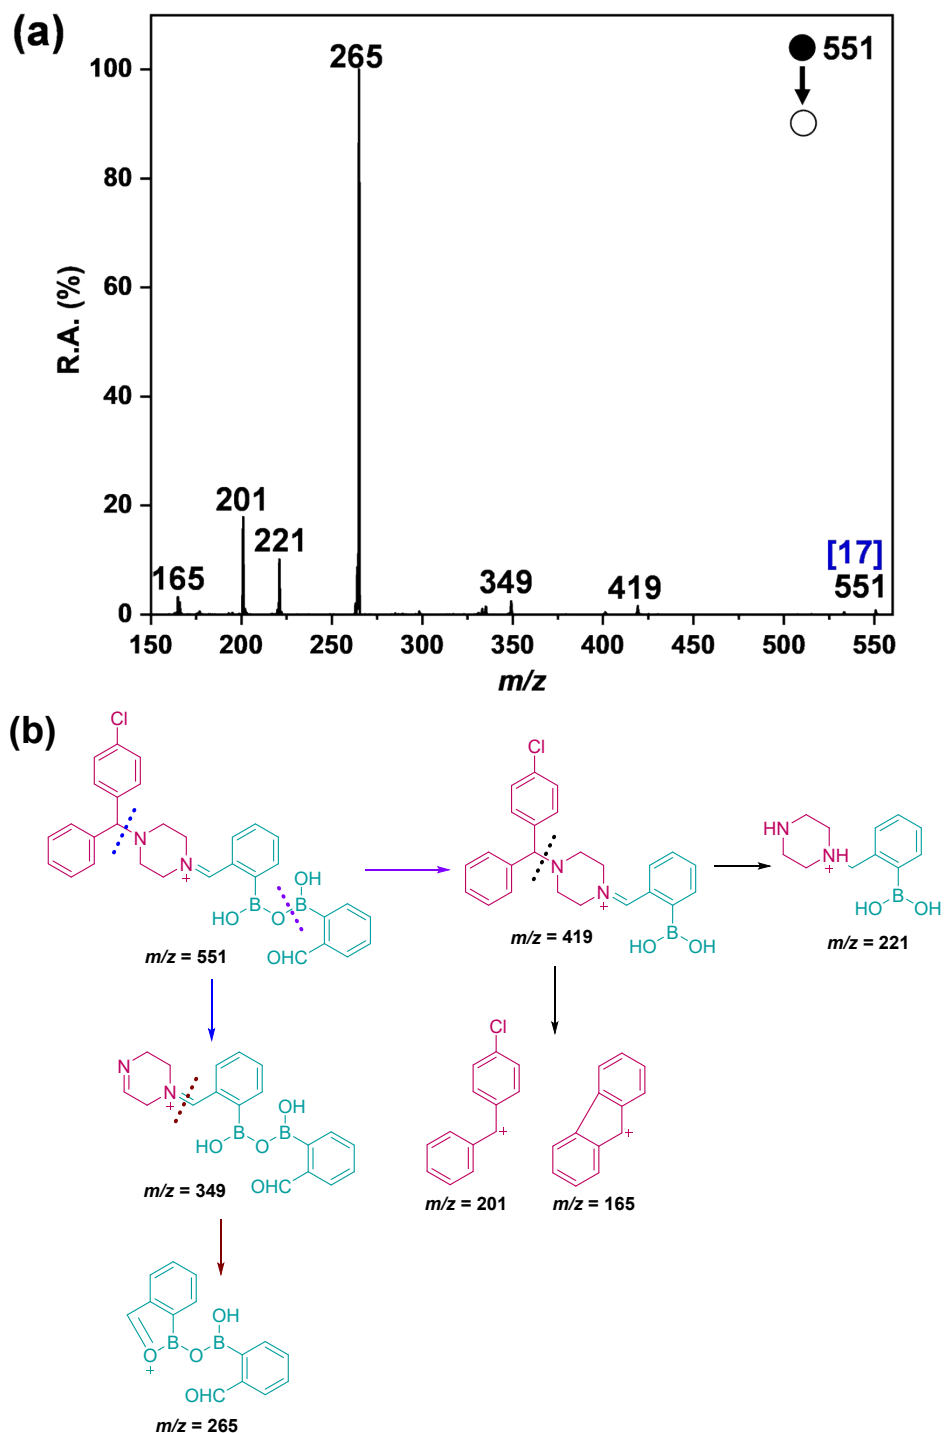 (a)
R.A. (%)
100
80
60
40
20
0
265
551
201
221
165
349
419
[17]
551
150
200
250
300
350
400
450
500
550
m/z
(b)
Cl
N
N
+
OH
B
B
HO
O
OHC
m/z = 551
Cl
N
N
+
B
HO
OH
m/z = 419
HN
NH
+
B
HO
OH
m/z = 221
N
N
+
OH
B
B
HO
O
OHC
m/z = 349
Cl
+
m/z = 201
+
m/z = 165
OH
B
B
O
+
O
OHC
m/z = 265